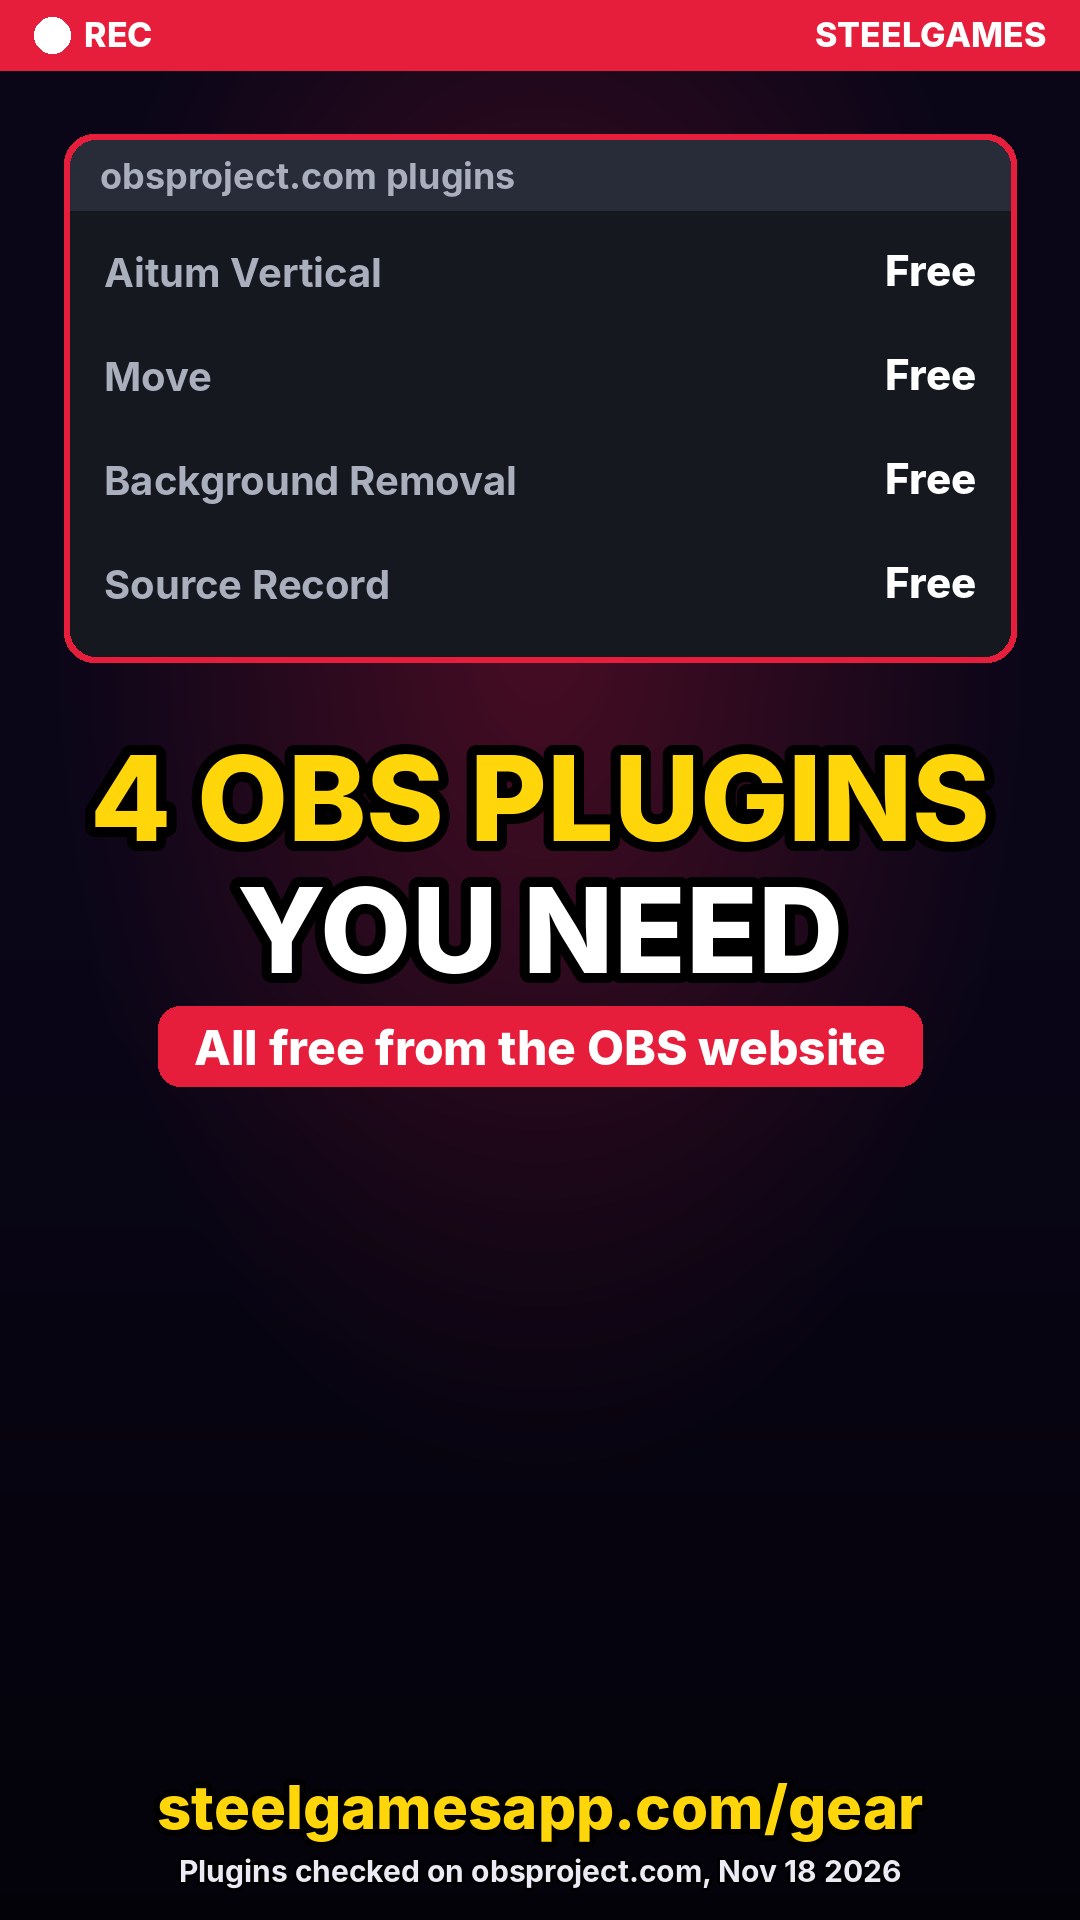 REC
STEELGAMES
obsproject.com plugins
Aitum Vertical Free
Move Free
Background Removal Free
Source Record Free
4 OBS PLUGINS
YOU NEED
All free from the OBS website
steelgamesapp.com/gear
Plugins checked on obsproject.com, Nov 18 2026